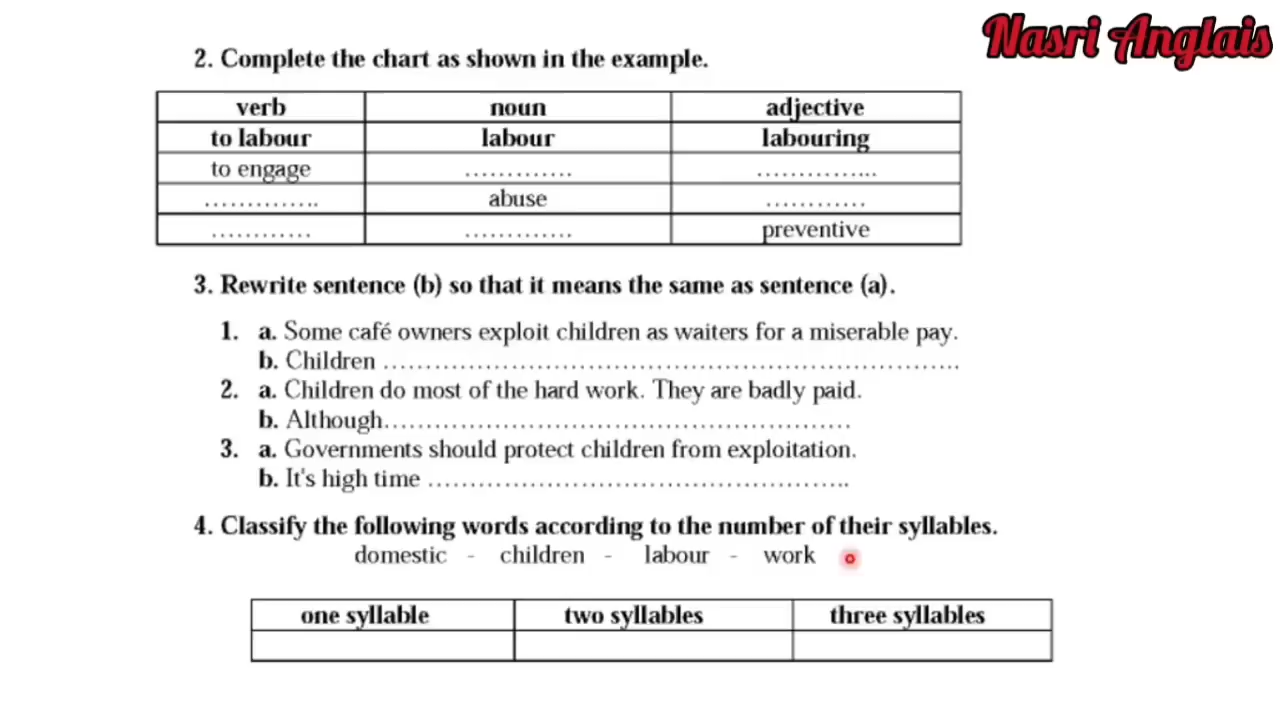 Nasri Anglais
2. Complete the chart as shown in the example.
verb noun adjective
to labour labour labouring
to engage ............. ..............
.............. abuse ............
............ ............. preventive
3. Rewrite sentence (b) so that it means the same as sentence (a).
1. a. Some café owners exploit children as waiters for a miserable pay.
b. Children ....................................................................
2. a. Children do most of the hard work. They are badly paid.
b. Although.......................................................
3. a. Governments should protect children from exploitation.
b. It's high time ..................................................
4. Classify the following words according to the number of their syllables.
domestic - children - labour - work
one syllable two syllables three syllables